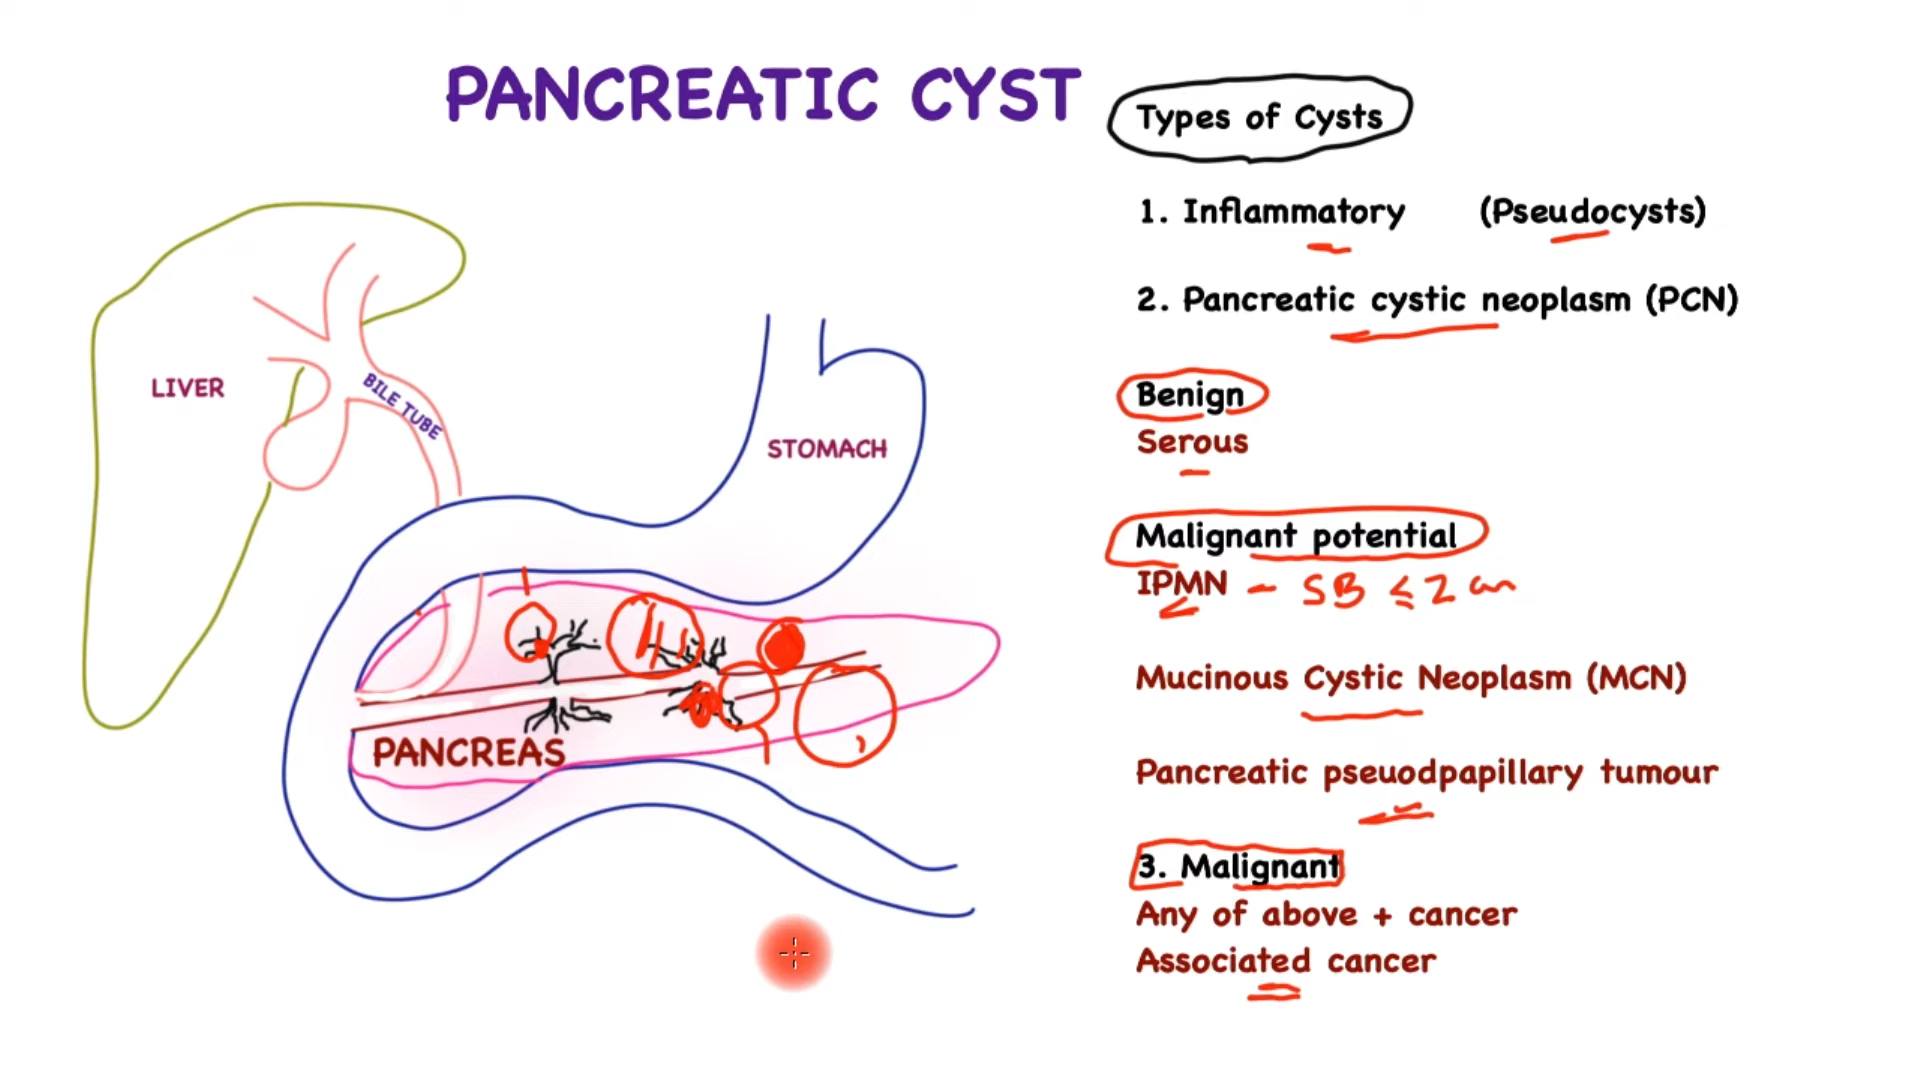 PANCREATIC CYST
Types of Cysts
1. Inflammatory (Pseudocysts)
2. Pancreatic cystic neoplasm (PCN)
Benign
Serous
Malignant potential
IPMN - SB ≤ 2 cm
Mucinous Cystic Neoplasm (MCN)
Pancreatic pseuodpapillary tumour
3. Malignant
Any of above + cancer
Associated cancer
LIVER
BILE TUBE
STOMACH
PANCREAS